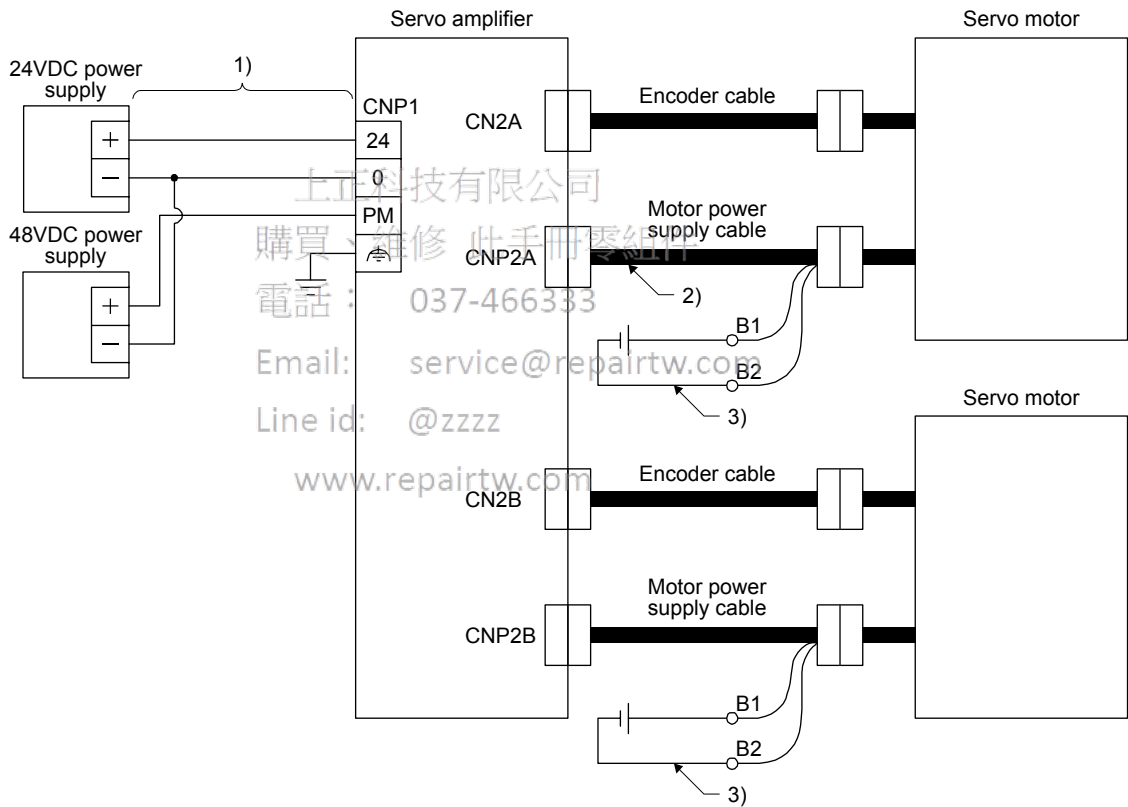 Servo amplifier
Servo motor
24VDC power
supply
1)
CNP1
+
24
−
0
PM
48VDC power
supply
+
−
CN2A
Encoder cable
Motor power
supply cable
CNP2A
2)
B1
B2
3)
Servo motor
CN2B
Encoder cable
Motor power
supply cable
CNP2B
B1
B2
3)
上正科技有限公司
購買、維修 此手冊零組件
電話： 037-466333
Email: service@repairtw.com
Line id: @zzzz
www.repairtw.com